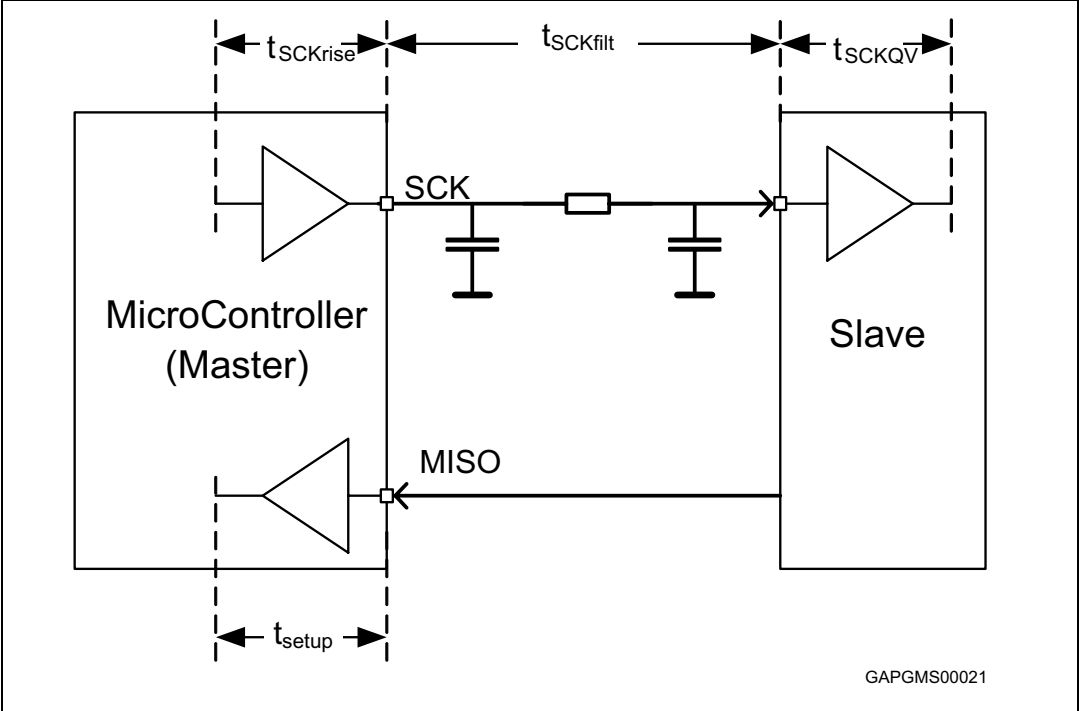 tSCKrise
tSCKfilt
tSCKQV
SCK
MicroController
(Master)
Slave
MISO
tsetup
GAPGMS00021